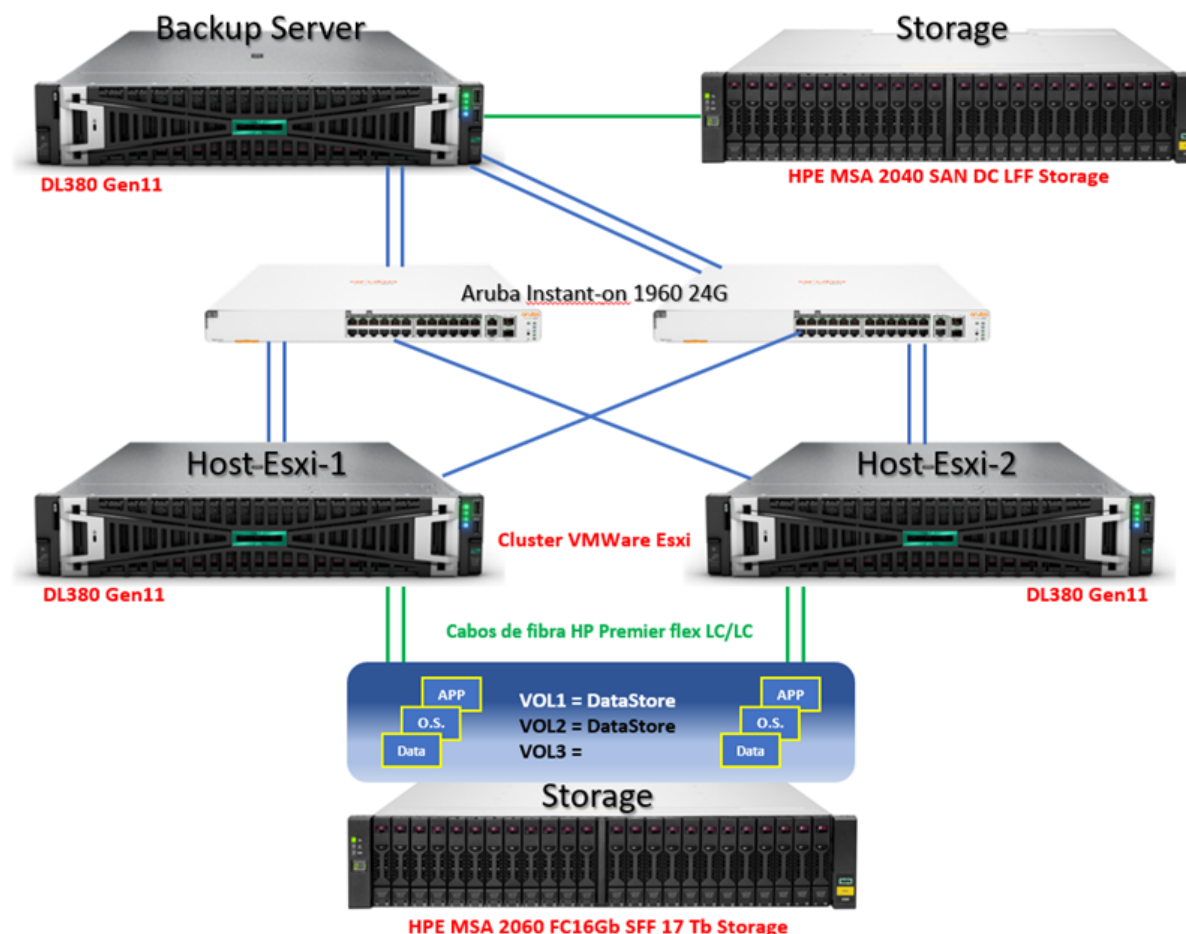 Backup Server
Storage
DL380 Gen11
HPE MSA 2040 SAN DC LFF Storage
Aruba Instant-on 1960 24G
Host-Esxi-1
Host-Esxi-2
Cluster VMWare Esxi
DL380 Gen11
DL380 Gen11
Cabos de fibra HP Premier flex LC/LC
APP
O.S.
Data
VOL1 = DataStore
VOL2 = DataStore
VOL3 =
APP
O.S.
Data
Storage
HPE MSA 2060 FC16Gb SFF 17 Tb Storage